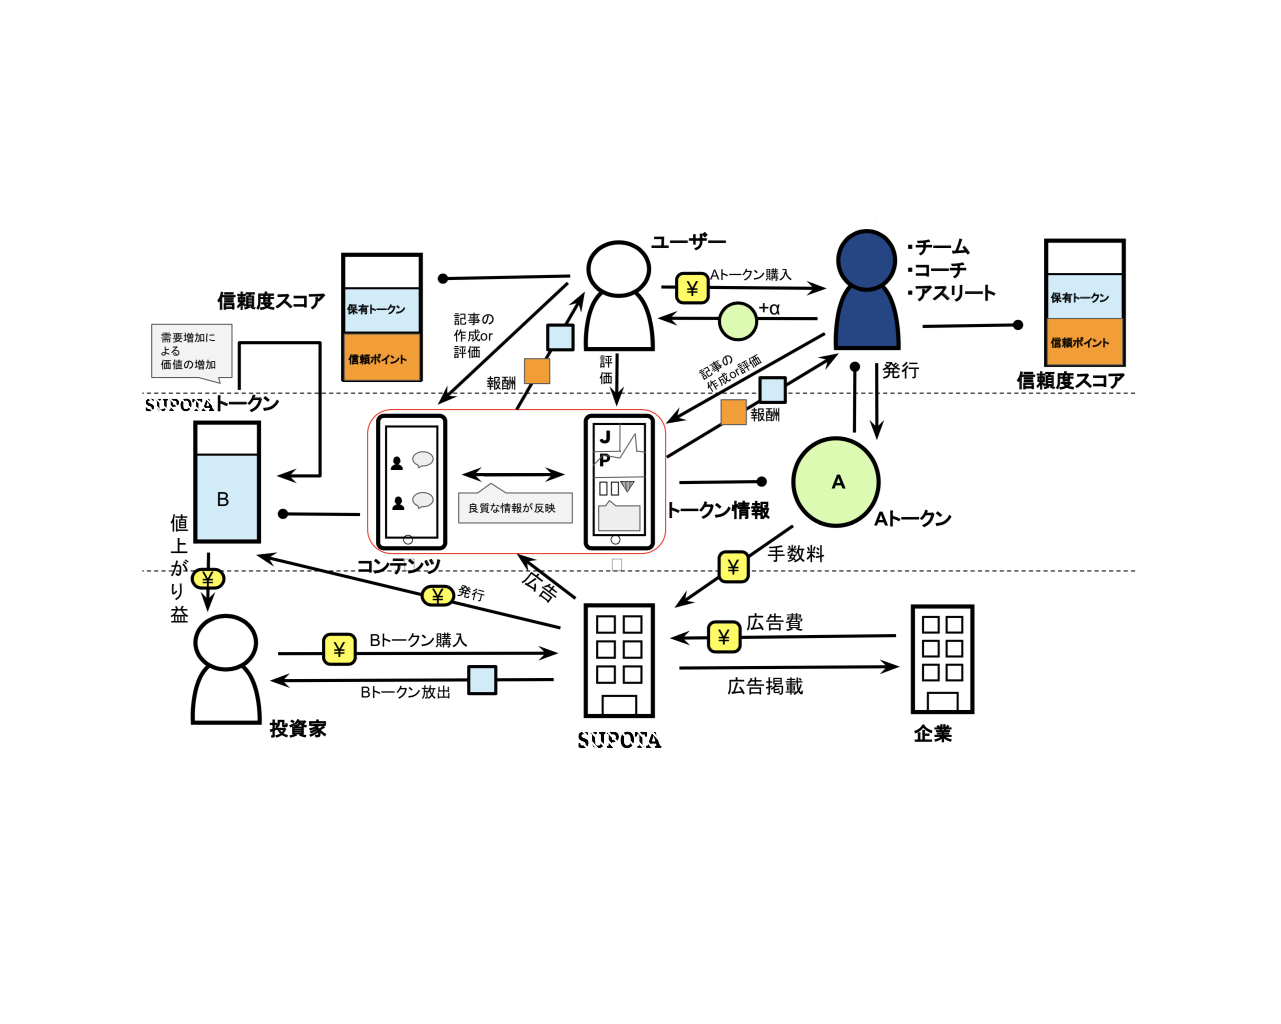 ユーザー
・チーム
・コーチ
・アスリート
Aトークン購入
¥
+α
信頼度スコア
保有トークン
信頼ポイント
保有トークン
信頼ポイント
信頼度スコア
記事の
作成or
評価
報酬
評価
記事の
作成or評価
報酬
発行
需要増加に
よる
価値の増加
SUPOTAトークン
B
J
P
良質な情報が反映
トークン情報
A
Aトークン
コンテンツ
値上がり益
¥
¥
発行
広告
¥
手数料
¥
Bトークン購入
Bトークン放出
投資家
SUPOTA
¥
広告費
広告掲載
企業